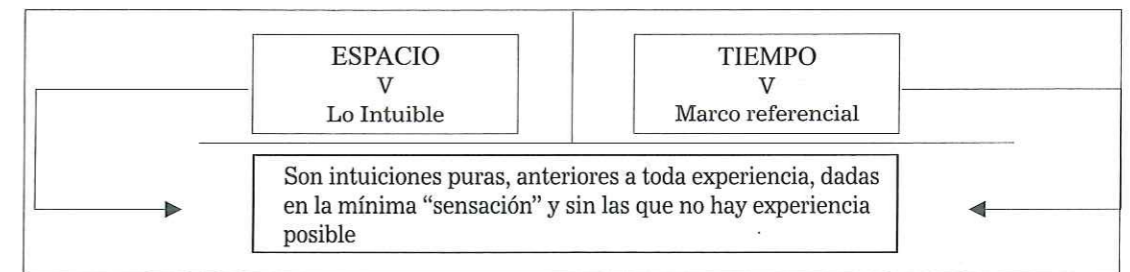 ESPACIO
V
Lo Intuible
TIEMPO
V
Marco referencial
Son intuiciones puras, anteriores a toda experiencia, dadas
en la mínima “sensación” y sin las que no hay experiencia
posible